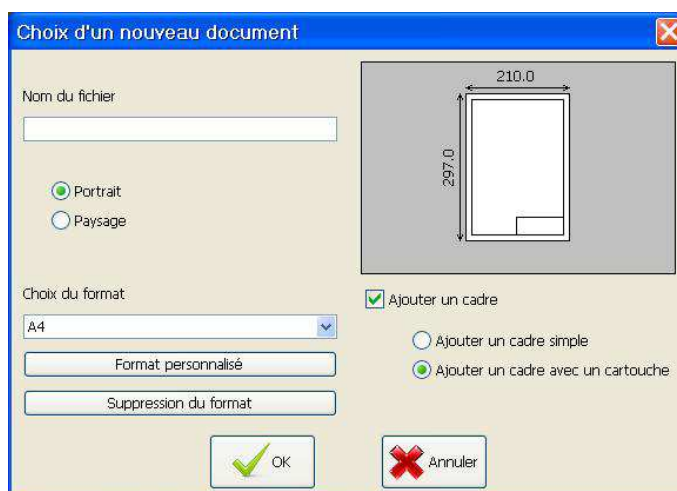 Choix d'un nouveau document
Nom du fichier
Portrait
Paysage
Choix du format
A4
Format personnalisé
Suppression du format
210.0
297.0
Ajouter un cadre
Ajouter un cadre simple
Ajouter un cadre avec un cartouche
OK
Annuler